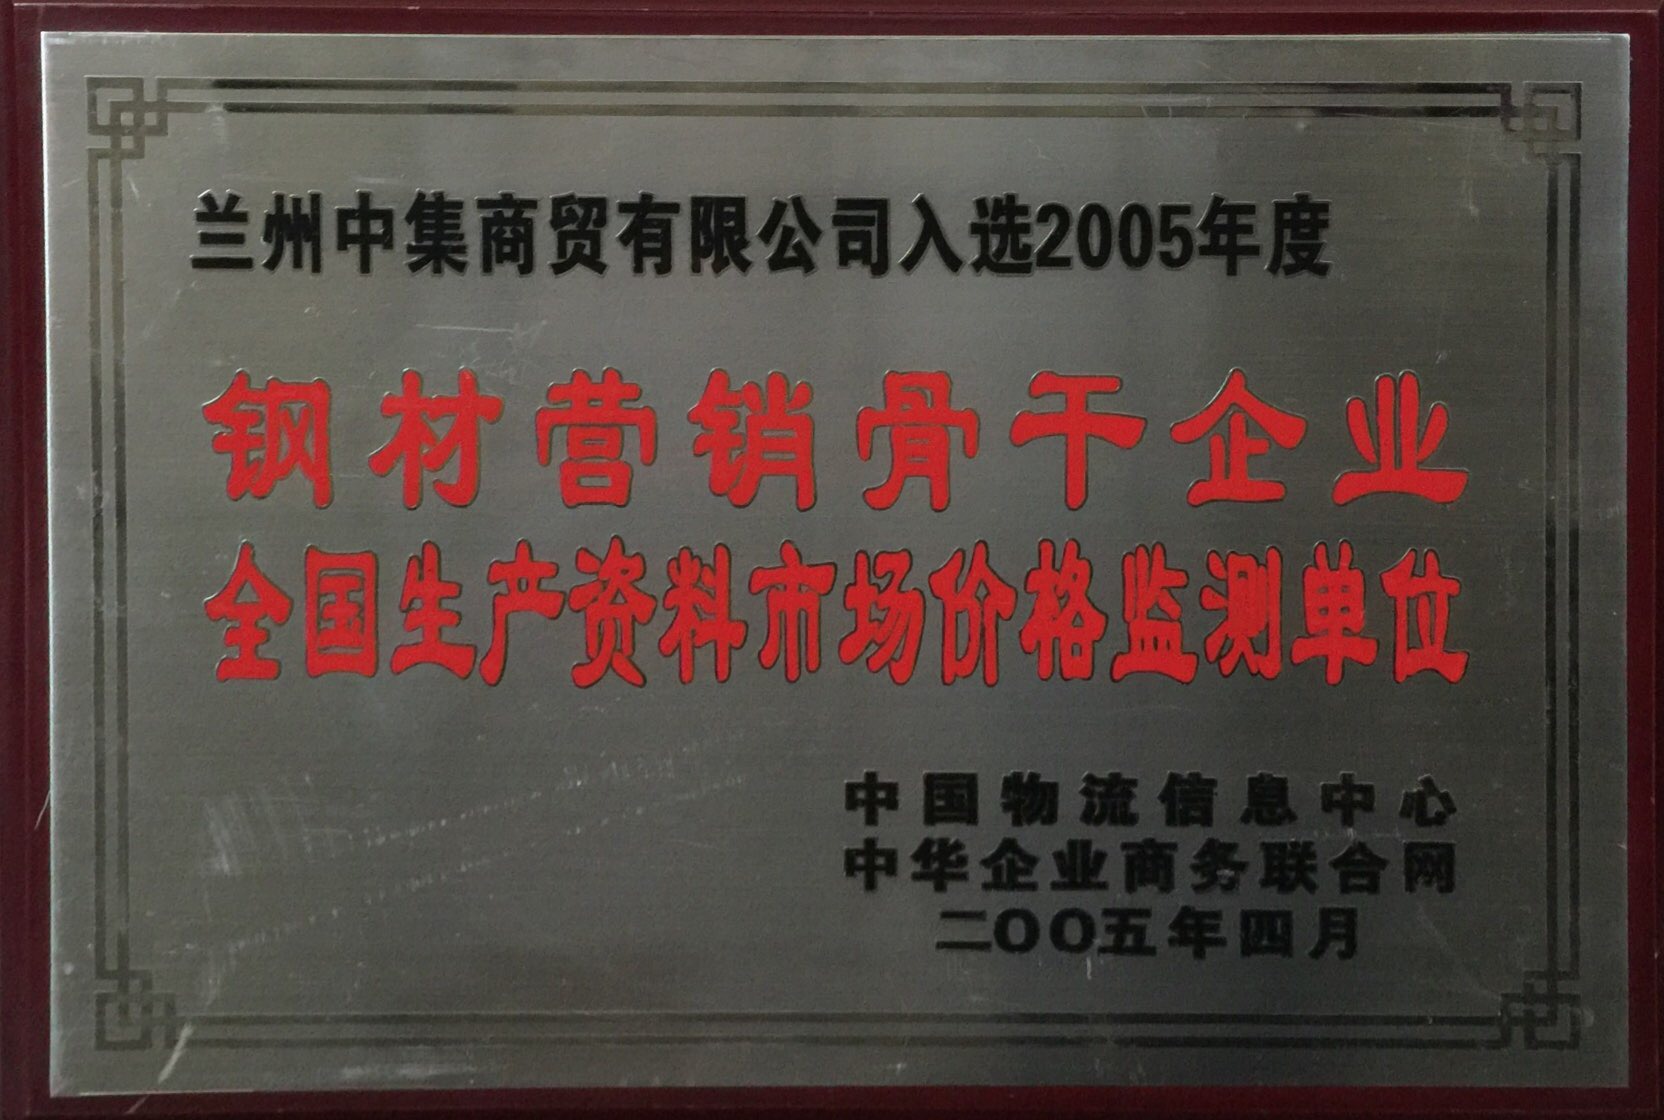 兰州中集商贸有限公司入选2005年度
钢材营销骨干企业
全国生产资料市场价格监测单位
中国物流信息中心
中华企业商务联合网
二〇〇五年四月